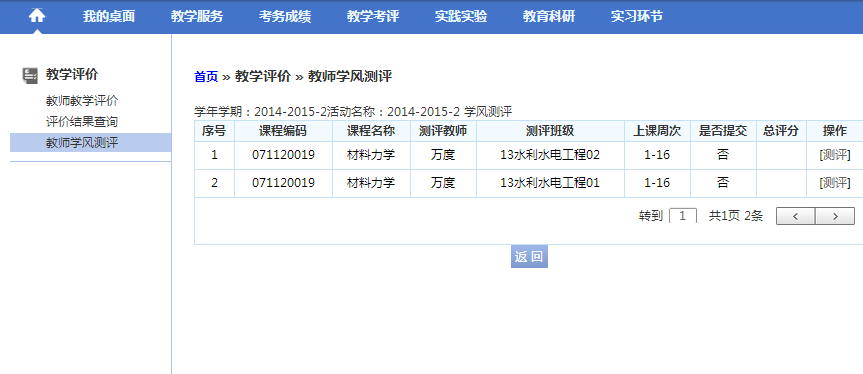 我的桌面 教学服务 考务成绩 教学考评 实践实验 教育科研 实习环节
教学评价
教师教学评价
评价结果查询
教师学风测评
首页 » 教学评价 » 教师学风测评
学年学期：2014-2015-2活动名称：2014-2015-2 学风测评
序号 课程编码 课程名称 测评教师 测评班级 上课周次 是否提交 总评分 操作
1 071120019 材料力学 万度 13水利水电工程02 1-16 否 [测评]
2 071120019 材料力学 万度 13水利水电工程01 1-16 否 [测评]
转到 1 共1页 2条 < >
返 回